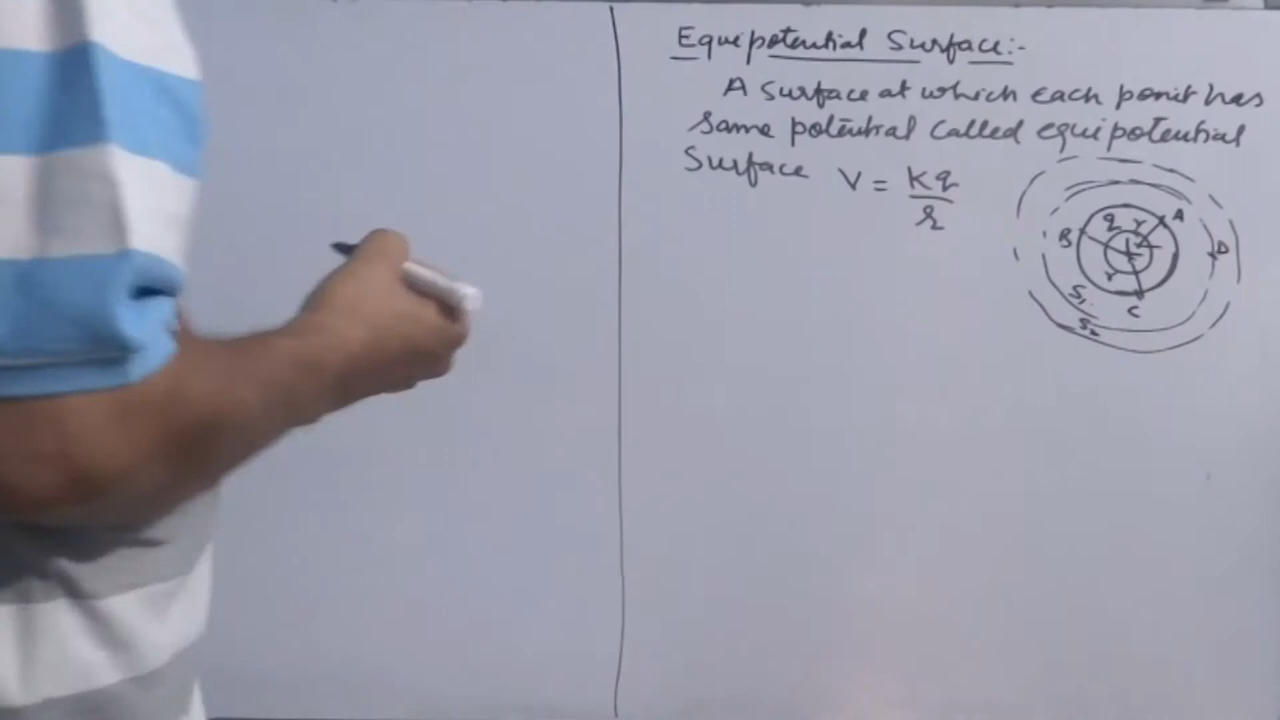 Equipotential Surface:-
A surface at which each point has
same potential called equipotential
surface V = Kq
r
A
q r
B
+
D
r
S1
C
S2